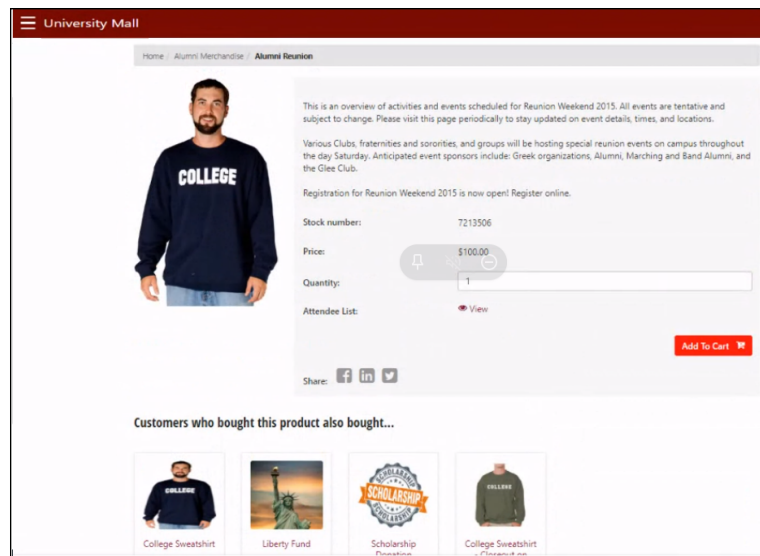 University Mall
Home / Alumni Merchandise / Alumni Reunion
This is an overview of activities and events scheduled for Reunion Weekend 2015. All events are tentative and
subject to change. Please visit this page periodically to stay updated on event details, times, and locations.
Various Clubs, fraternities and sororities, and groups will be hosting special reunion events on campus throughout
the day Saturday. Anticipated event sponsors include: Greek organizations, Alumni, Marching and Band Alumni, and
the Glee Club.
Registration for Reunion Weekend 2015 is now open! Register online.
COLLEGE
Stock number: 7213506
Price: $100.00
Quantity: 1
Attendee List: View
Add To Cart
Share:
Customers who bought this product also bought...
COLLEGE
SCHOLARSHIP
SCHOLARSHIP
SCHOLARSHIP
COLLEGE
College Sweatshirt
Liberty Fund
Scholarship
Donation
College Sweatshirt
- Closeout on